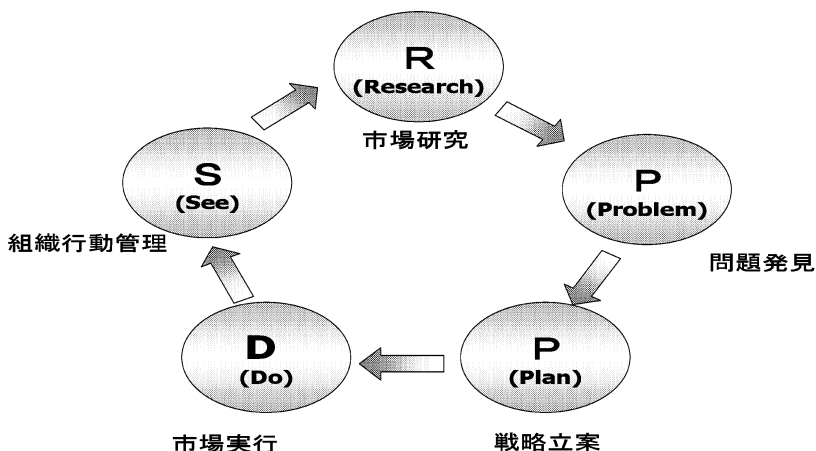 R
(Research)
市場研究
P
(Problem)
問題発見
P
(Plan)
戦略立案
D
(Do)
市場実行
S
(See)
組織行動管理